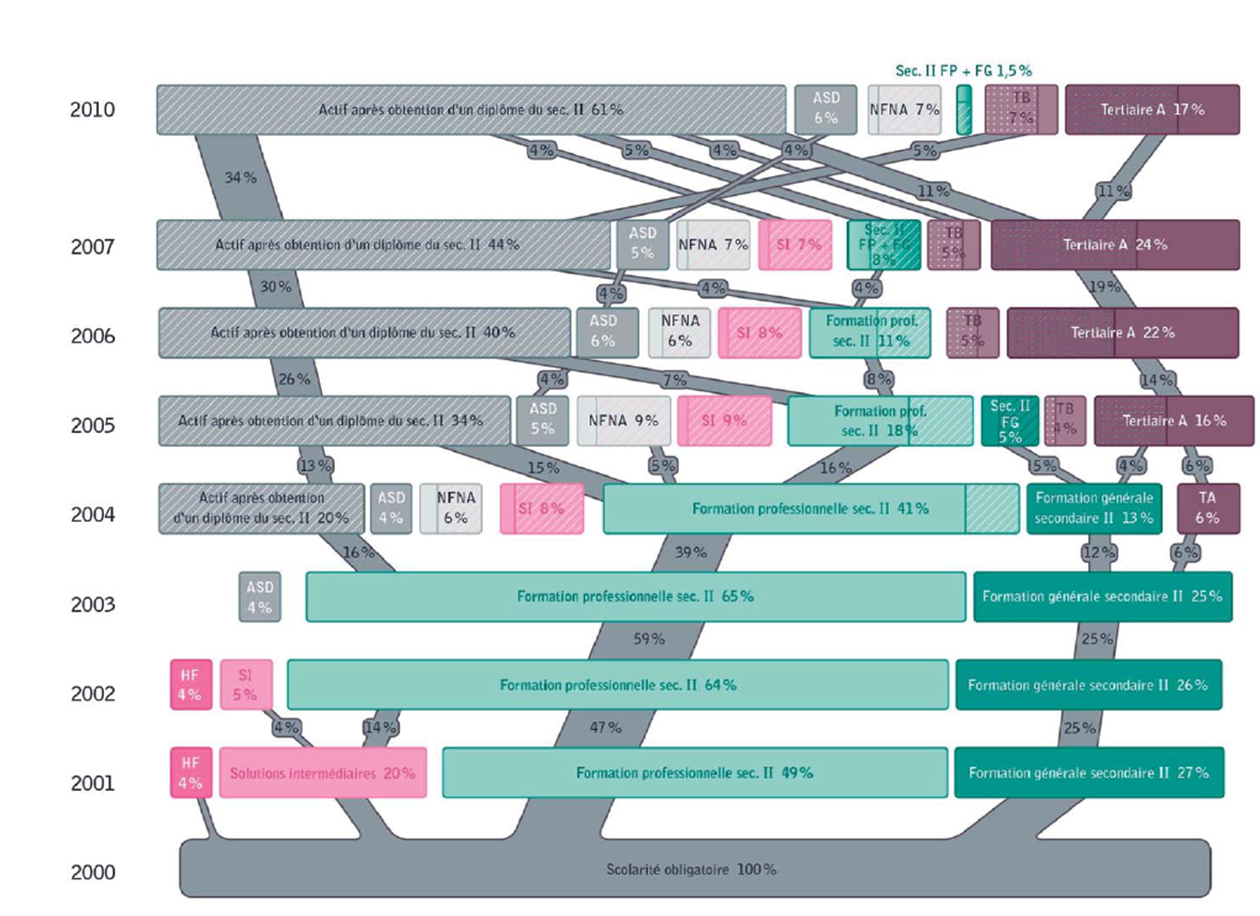 Sec. II FP + FG 1,5%
2010
Actif après obtention d'un diplôme du sec. II 61%
ASD
6%
NFNA 7%
TB
7%
Tertiaire A 17%
4%
5%
4%
4%
5%
34%
11%
11%
2007
Actif après obtention d'un diplôme du sec. II 44%
ASD
5%
NFNA 7%
SI 7%
Sec. II
FP + FG
8%
TB
5%
Tertiaire A 24%
30%
4%
4%
4%
19%
2006
Actif après obtention d'un diplôme du sec. II 40%
ASD
6%
NFNA
6%
SI 8%
Formation prof.
sec. II 11%
TB
5%
Tertiaire A 22%
26%
4%
7%
8%
14%
2005
Actif après obtention d'un diplôme du sec. II 34%
ASD
5%
NFNA 9%
SI 9%
Formation prof.
sec. II 18%
Sec. II
FG
5%
TB
4%
Tertiaire A 16%
13%
15%
5%
16%
5%
4%
6%
2004
Actif après obtention
d'un diplôme du sec. II 20%
ASD
4%
NFNA
6%
SI 8%
Formation professionnelle sec. II 41%
Formation générale
secondaire II 13%
TA
6%
16%
39%
12%
6%
2003
ASD
4%
Formation professionnelle sec. II 65%
Formation générale secondaire II 25%
59%
25%
2002
HF
4%
SI
5%
Formation professionnelle sec. II 64%
Formation générale secondaire II 26%
4%
14%
47%
25%
2001
HF
4%
Solutions intermédiaires 20%
Formation professionnelle sec. II 49%
Formation générale secondaire II 27%
2000
Scolarité obligatoire 100%